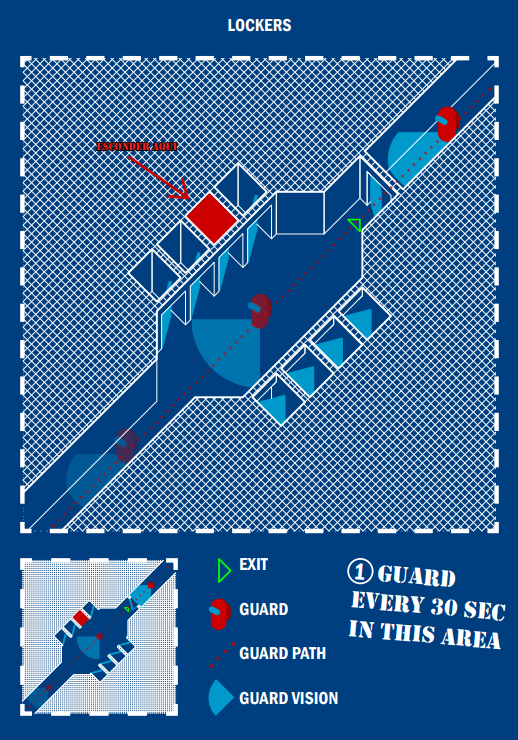 LOCKERS
ESCONDER AQUI
EXIT
GUARD
GUARD PATH
GUARD VISION
1 GUARD
EVERY 30 SEC
IN THIS AREA